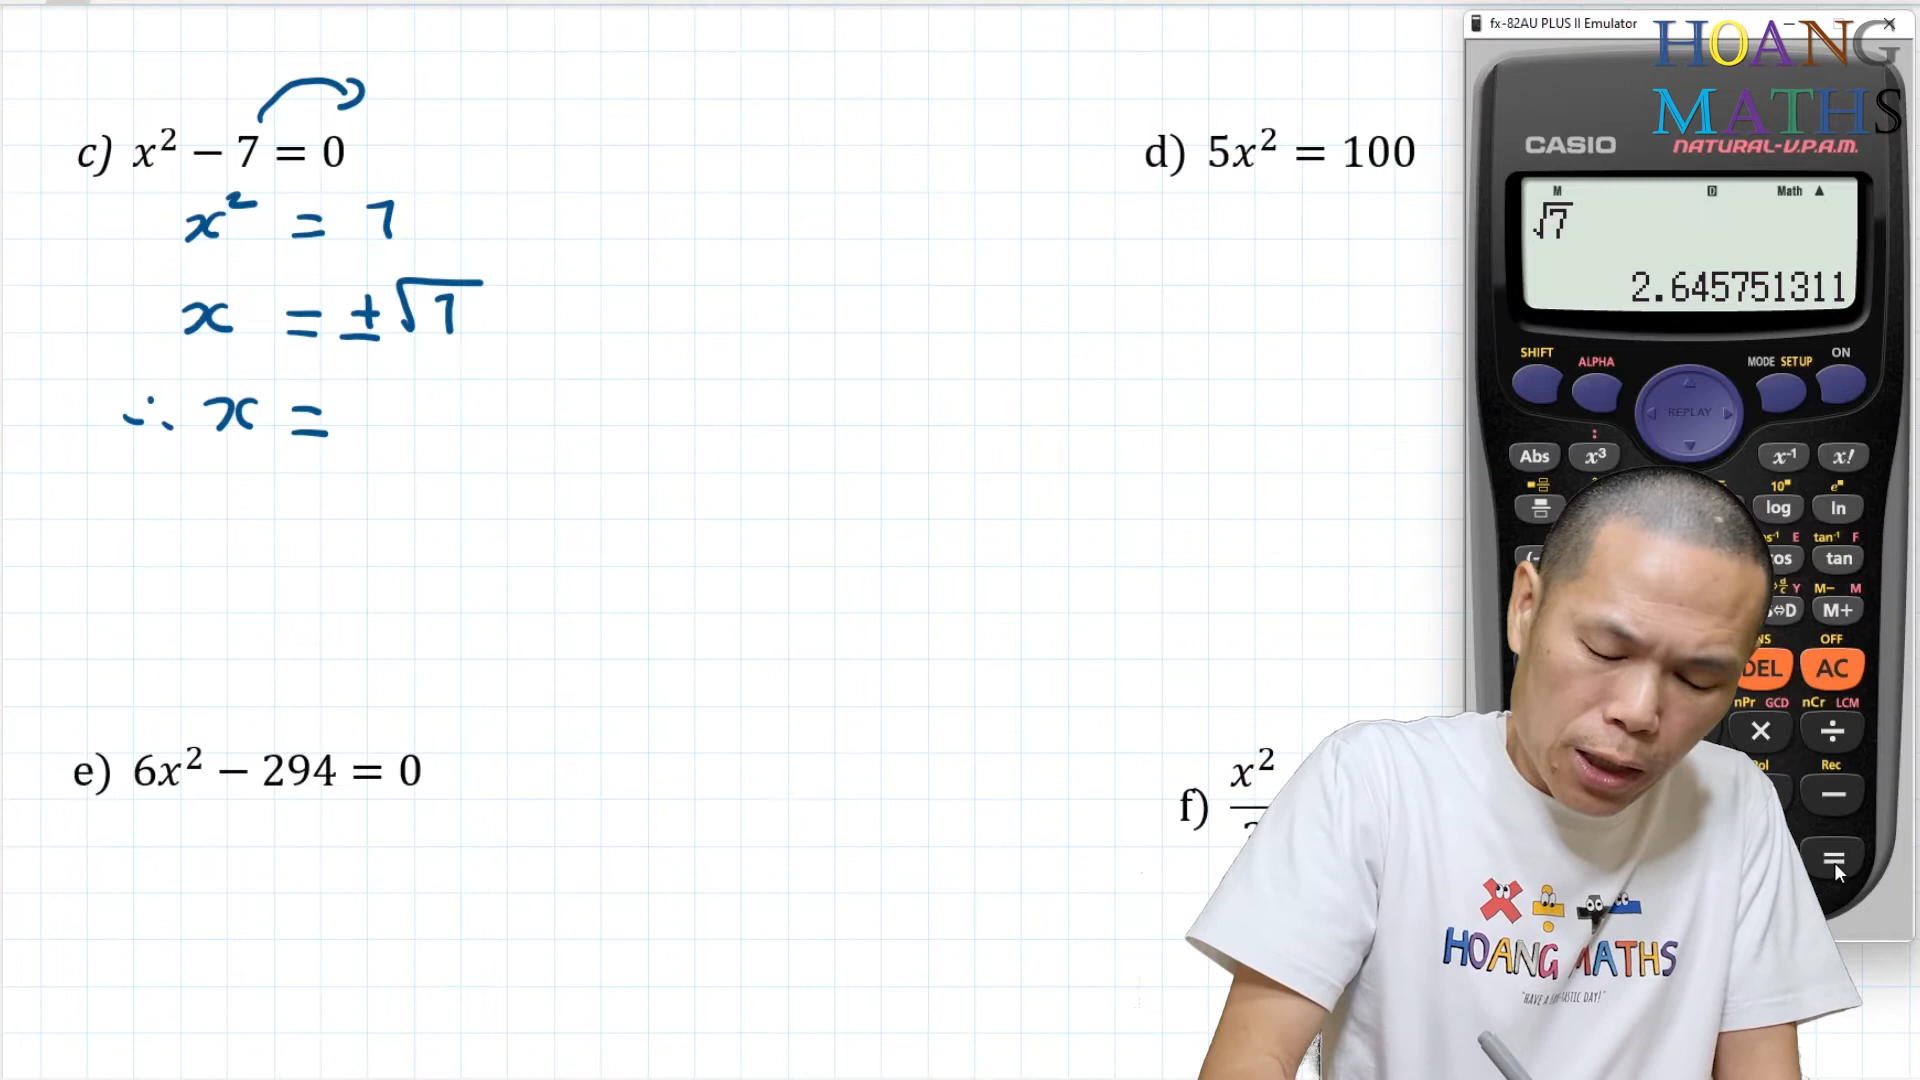 fx-82AU PLUS II Emulator
HOANG
MATHS
c) x² − 7 = 0
x² = 7
x = ±√7
∴ x =
d) 5x² = 100
e) 6x² − 294 = 0
f) x²
CASIO
NATURAL-V.P.A.M.
M D Math ▲
√7
2.645751311
SHIFT ALPHA MODE SETUP ON
REPLAY
:
Abs x³ x⁻¹ x!
10■ e■
log ln
E tan⁻¹ F
tan
Y M− M
M+
OFF
DEL AC
nPr GCD nCr LCM
× ÷
Rec
−
=
HOANG MATHS